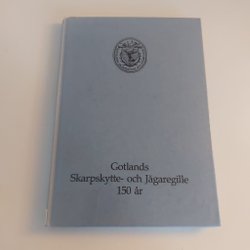 Gotlands
Skarpskytte- och Jägaregille
150 år